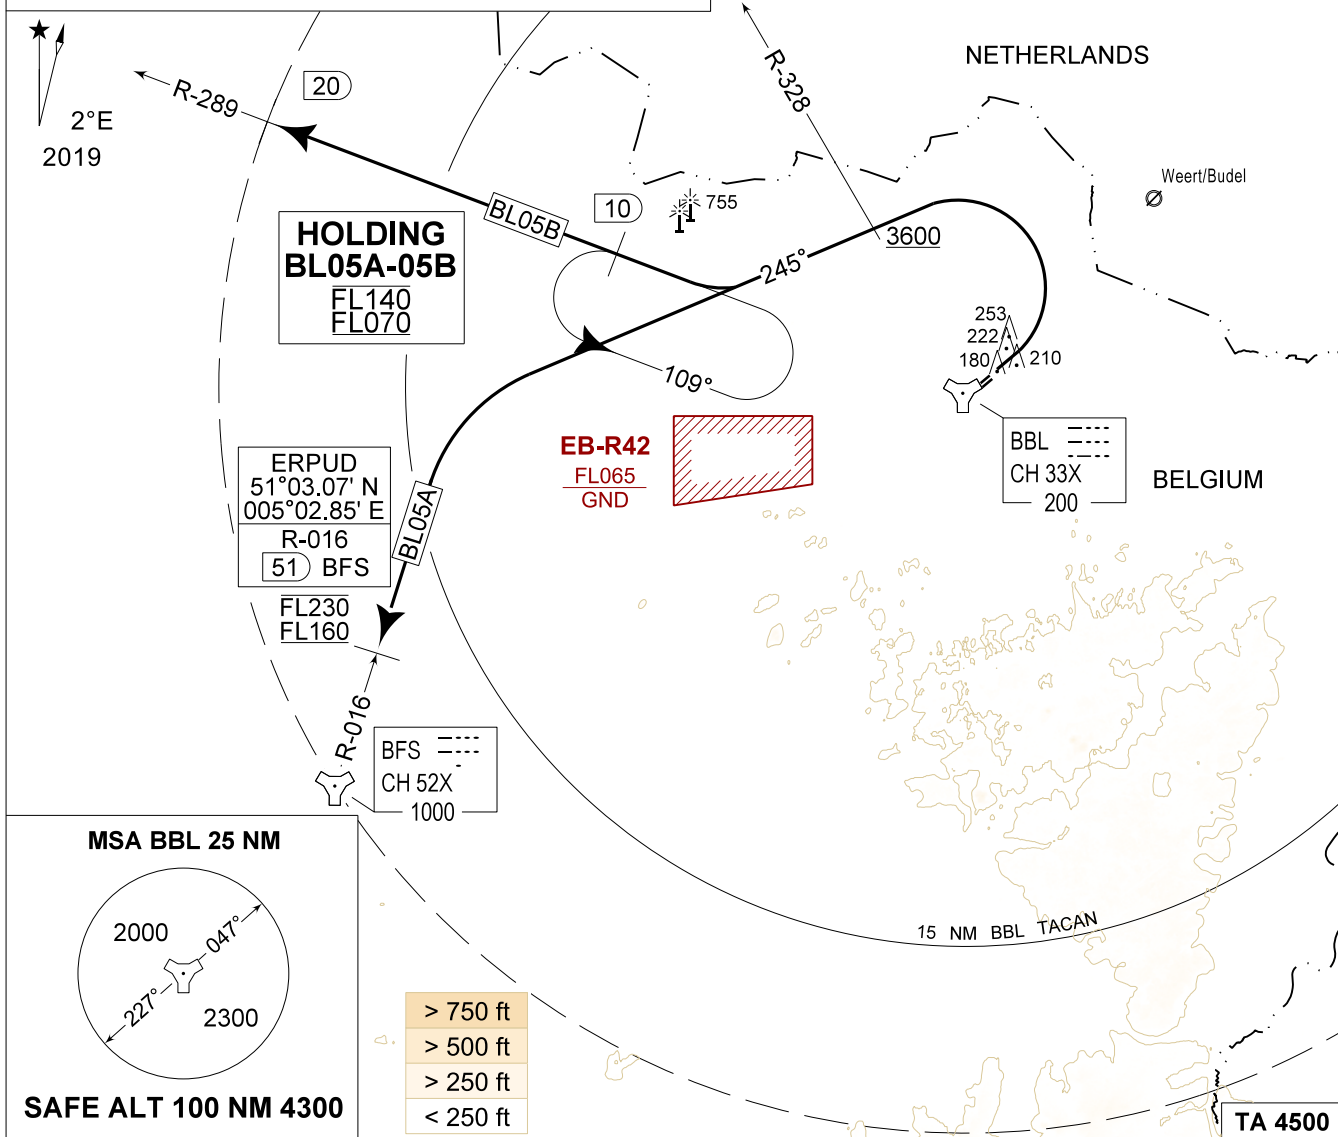 NETHERLANDS
R-328
20
R-289
2°E
2019
Weert/Budel
755
10
BL05B
3600
HOLDING
BL05A-05B
FL140
FL070
245°
253
222
180
210
109°
BBL
CH 33X
200
BELGIUM
EB-R42
FL065
GND
ERPUD
51°03.07' N
005°02.85' E
R-016
51 BFS
FL230
FL160
BL05A
R-016
BFS
CH 52X
1000
MSA BBL 25 NM
2000
047°
227°
2300
SAFE ALT 100 NM 4300
15 NM BBL TACAN
> 750 ft
> 500 ft
> 250 ft
< 250 ft
TA 4500